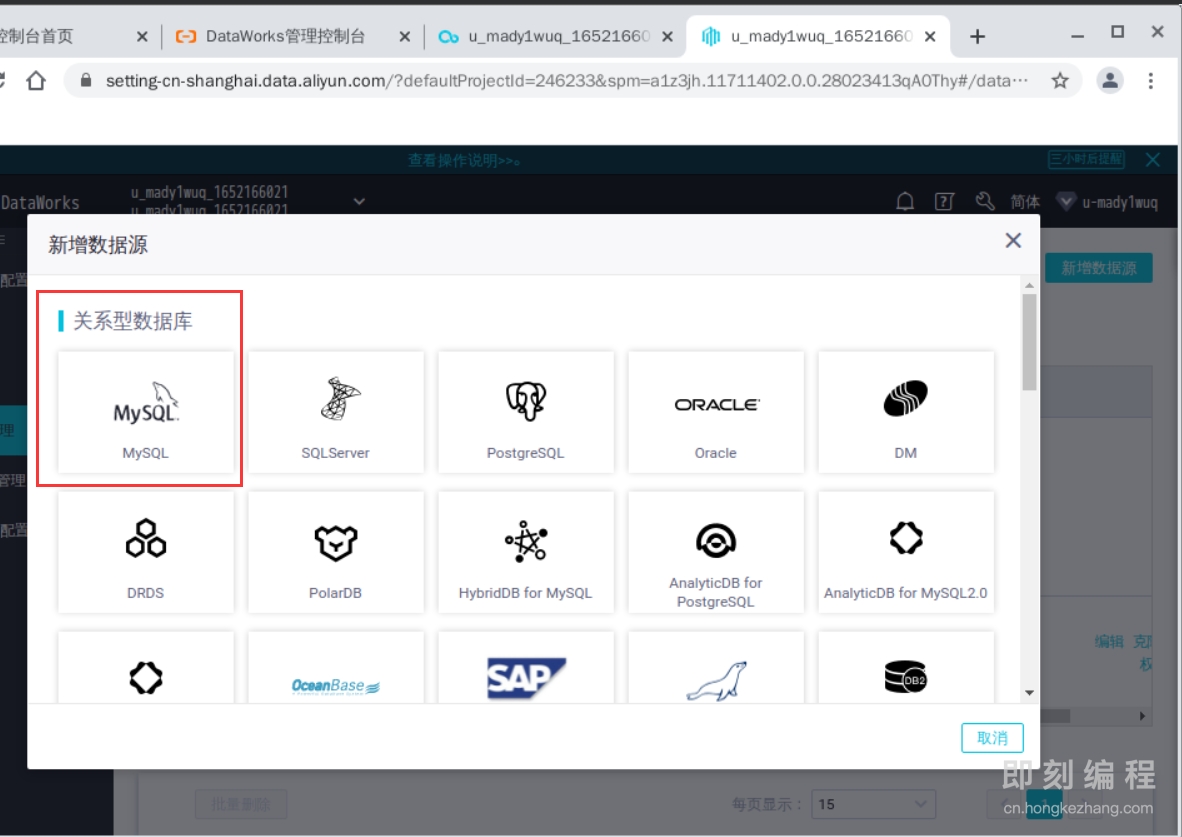 控制台首页
DataWorks管理控制台
u_mady1wuq_16521660
u_mady1wuq_16521660
setting-cn-shanghai.data.aliyun.com/?defaultProjectId=246233&spm=a1z3jh.11711402.0.0.28023413qA0Thy#/data…
查看操作说明>>。
三小时后提醒
DataWorks
u_mady1wuq_1652166021
u_mady1wuq_1652166021
简体
u-mady1wuq
新增数据源
新增数据源
配置
关系型数据库
MySQL
MySQL
SQLServer
PostgreSQL
ORACLE
Oracle
DM
理
管理
配置
DRDS
PolarDB
HybridDB for MySQL
AnalyticDB for
PostgreSQL
AnalyticDB for MySQL2.0
OceanBase
SAP
DB2
编辑
权
取消
批量删除
每页显示：
15
1
即刻编程
cn.hongkezhang.com